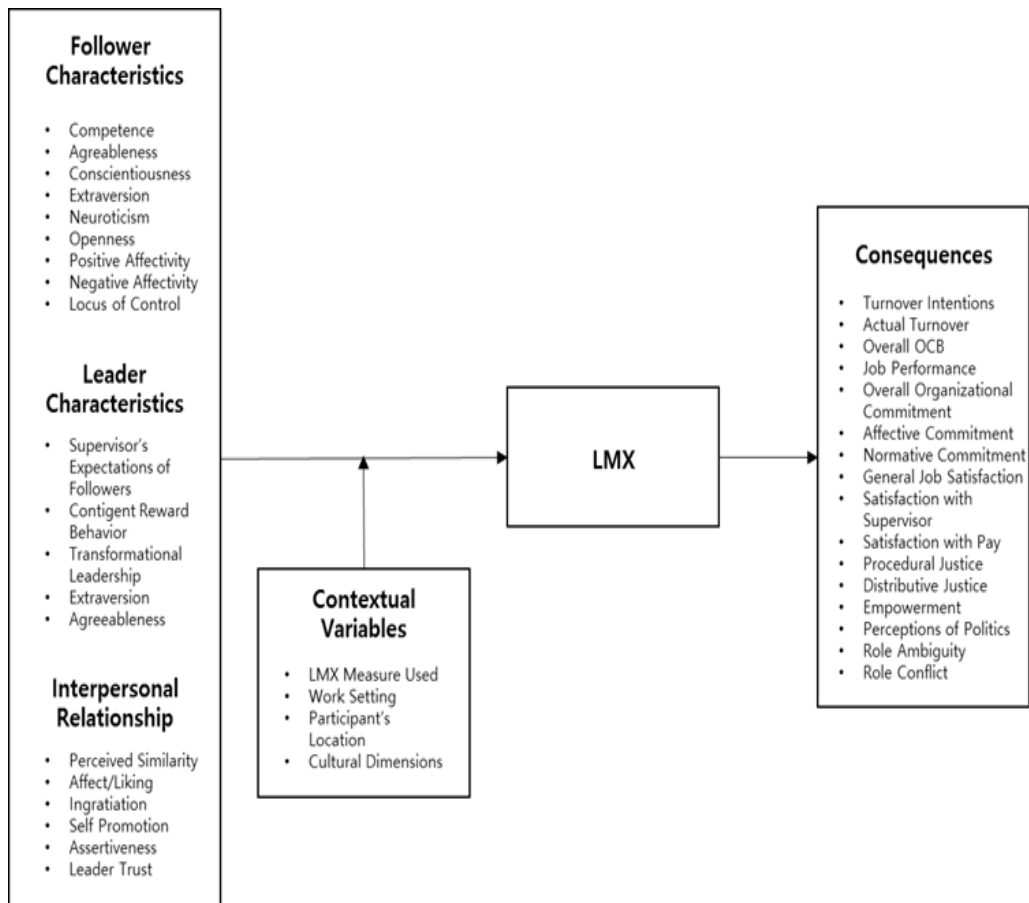 Follower
Characteristics
• Competence
• Agreableness
• Conscientiousness
• Extraversion
• Neuroticism
• Openness
• Positive Affectivity
• Negative Affectivity
• Locus of Control
Leader
Characteristics
• Supervisor's
Expectations of
Followers
• Contigent Reward
Behavior
• Transformational
Leadership
• Extraversion
• Agreeableness
Interpersonal
Relationship
• Perceived Similarity
• Affect/Liking
• Ingratiation
• Self Promotion
• Assertiveness
• Leader Trust
Contextual
Variables
• LMX Measure Used
• Work Setting
• Participant's
Location
• Cultural Dimensions
LMX
Consequences
• Turnover Intentions
• Actual Turnover
• Overall OCB
• Job Performance
• Overall Organizational
Commitment
• Affective Commitment
• Normative Commitment
• General Job Satisfaction
• Satisfaction with
Supervisor
• Satisfaction with Pay
• Procedural Justice
• Distributive Justice
• Empowerment
• Perceptions of Politics
• Role Ambiguity
• Role Conflict